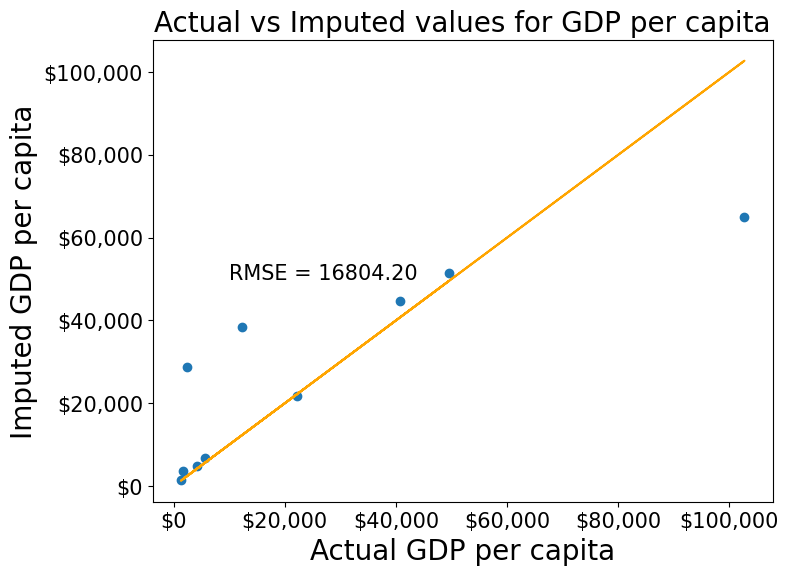 Actual vs Imputed values for GDP per capita
Imputed GDP per capita
$100,000
$80,000
$60,000
$40,000
$20,000
$0
RMSE = 16804.20
$0 $20,000 $40,000 $60,000 $80,000 $100,000
Actual GDP per capita